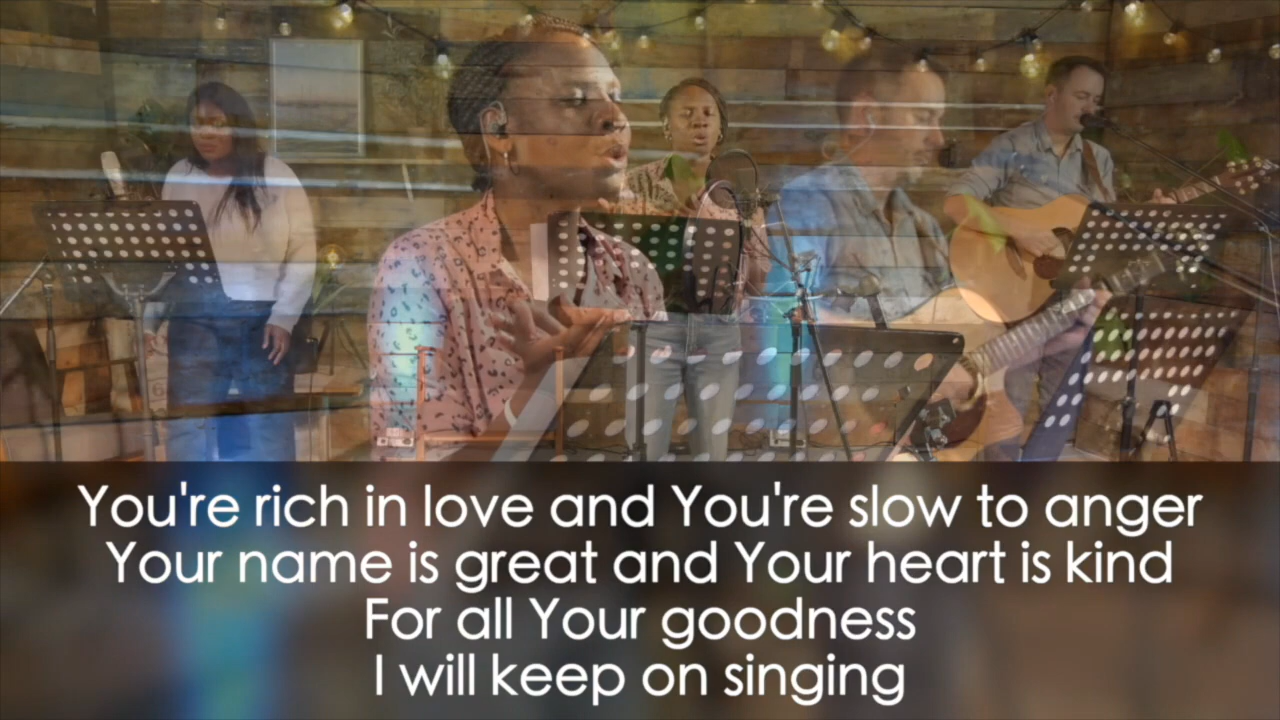 You're rich in love and You're slow to anger
Your name is great and Your heart is kind
For all Your goodness
I will keep on singing